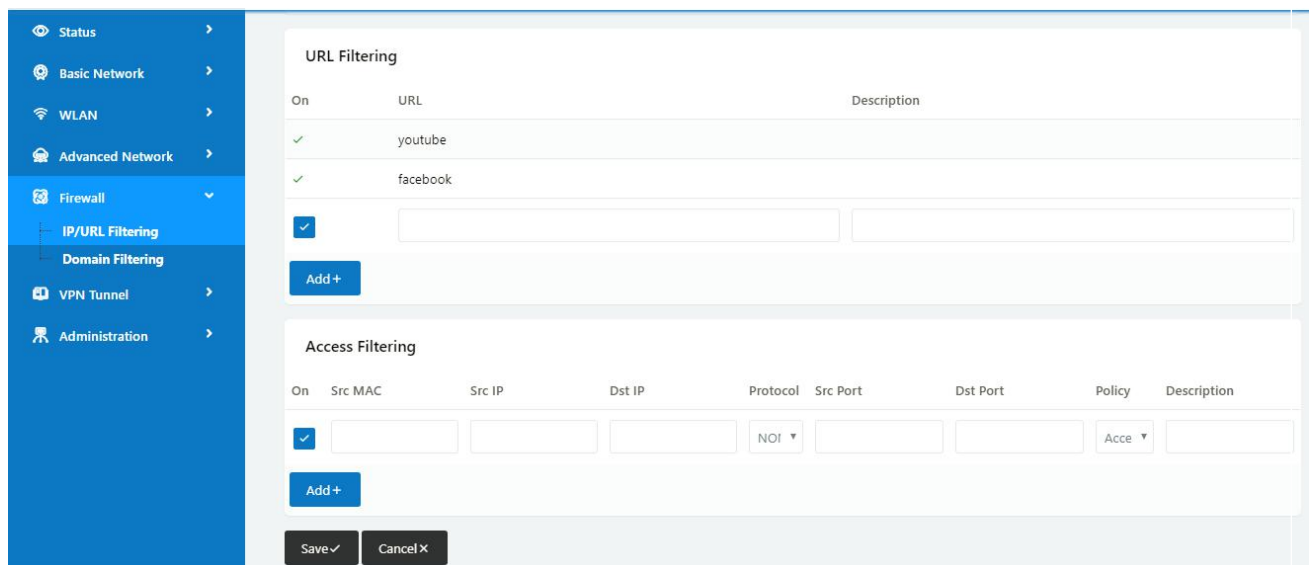 Status
Basic Network
WLAN
Advanced Network
Firewall
IP/URL Filtering
Domain Filtering
VPN Tunnel
Administration
URL Filtering
On URL Description
youtube
facebook
Add+
Access Filtering
On Src MAC Src IP Dst IP Protocol Src Port Dst Port Policy Description
NOI Acce
Add+
Save Cancel